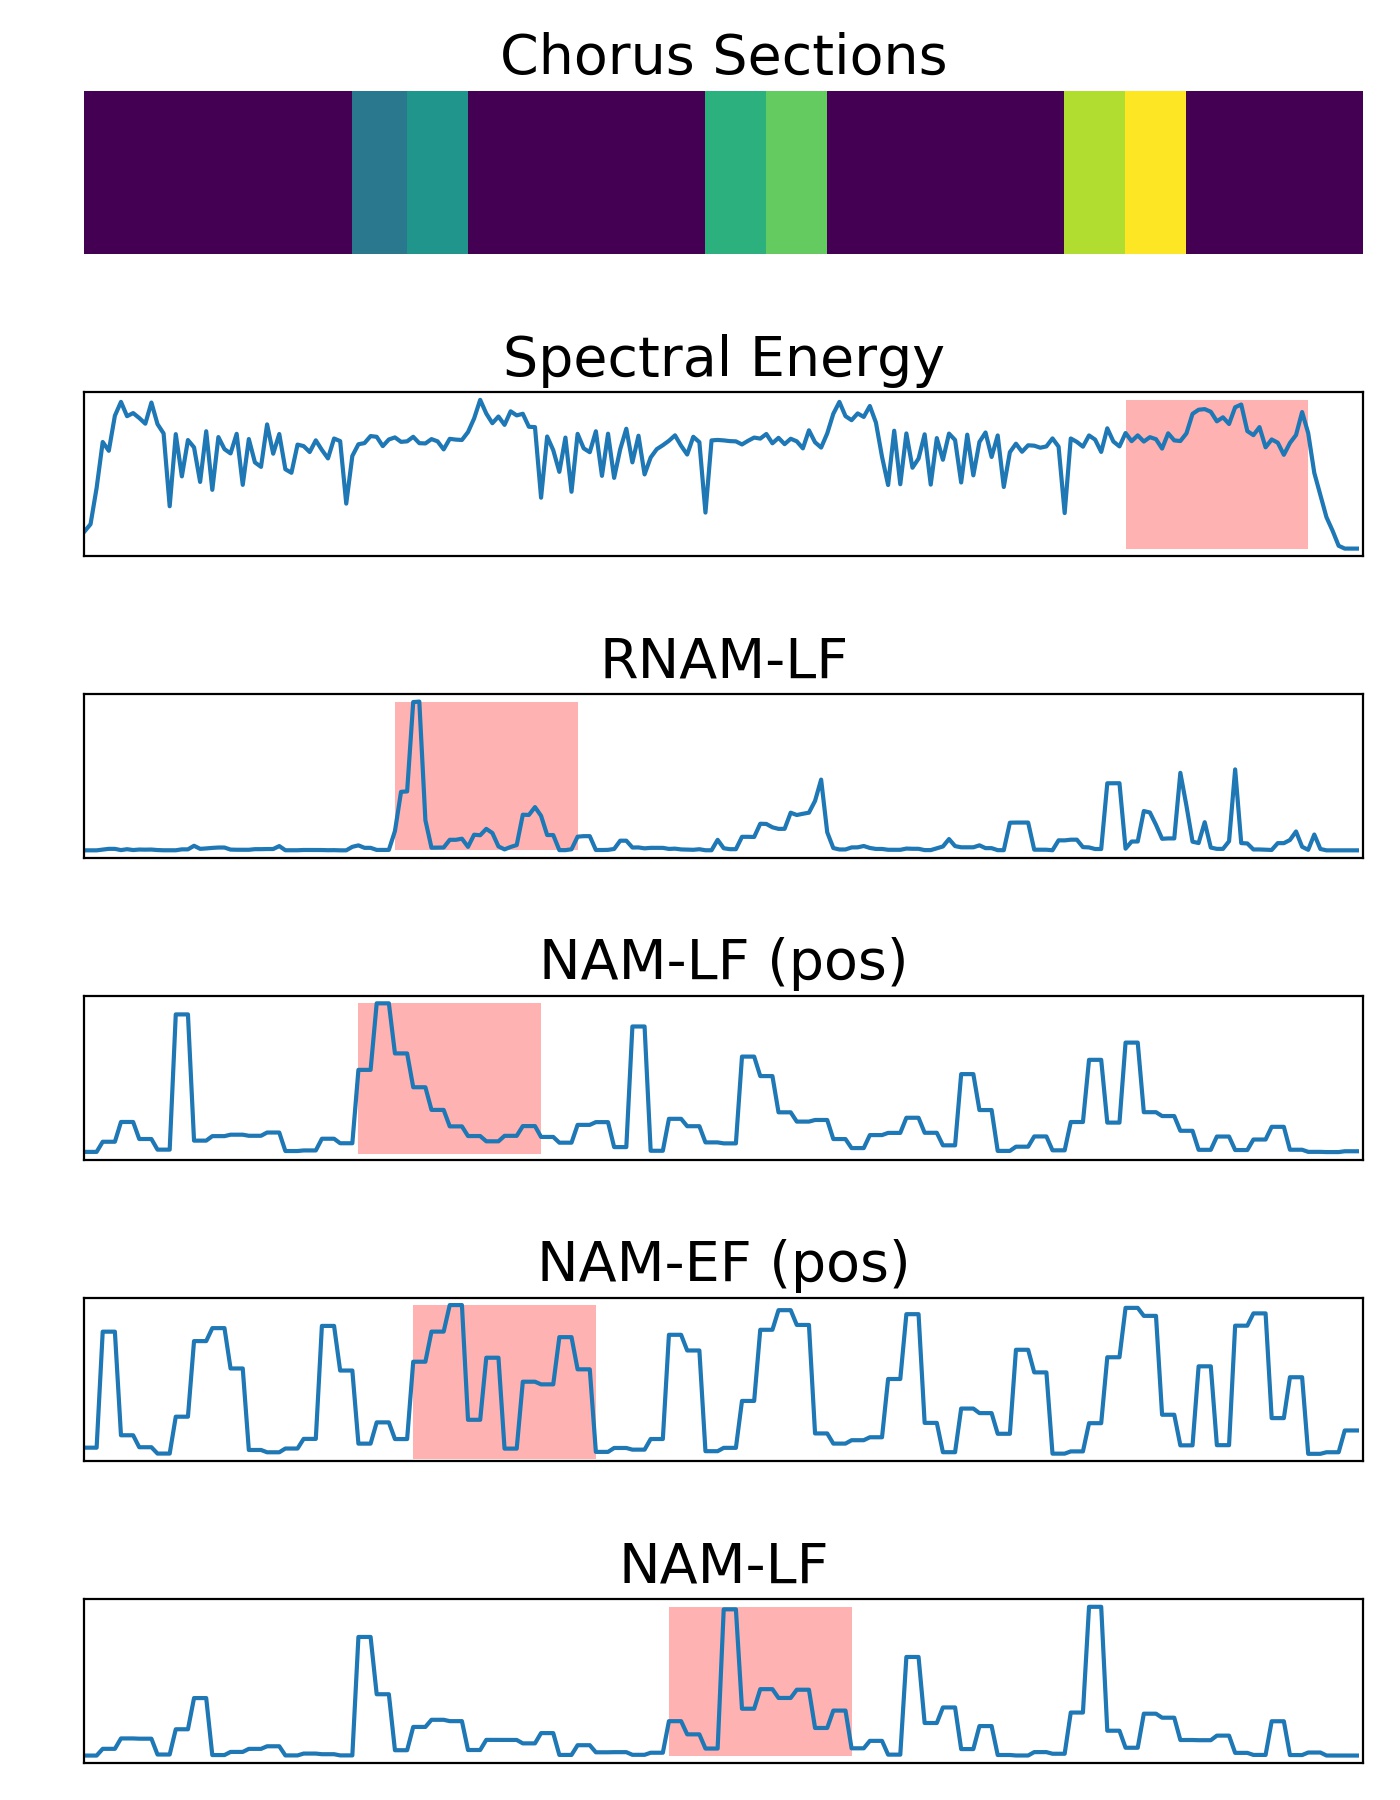 Chorus Sections
Spectral Energy
RNAM-LF
NAM-LF (pos)
NAM-EF (pos)
NAM-LF